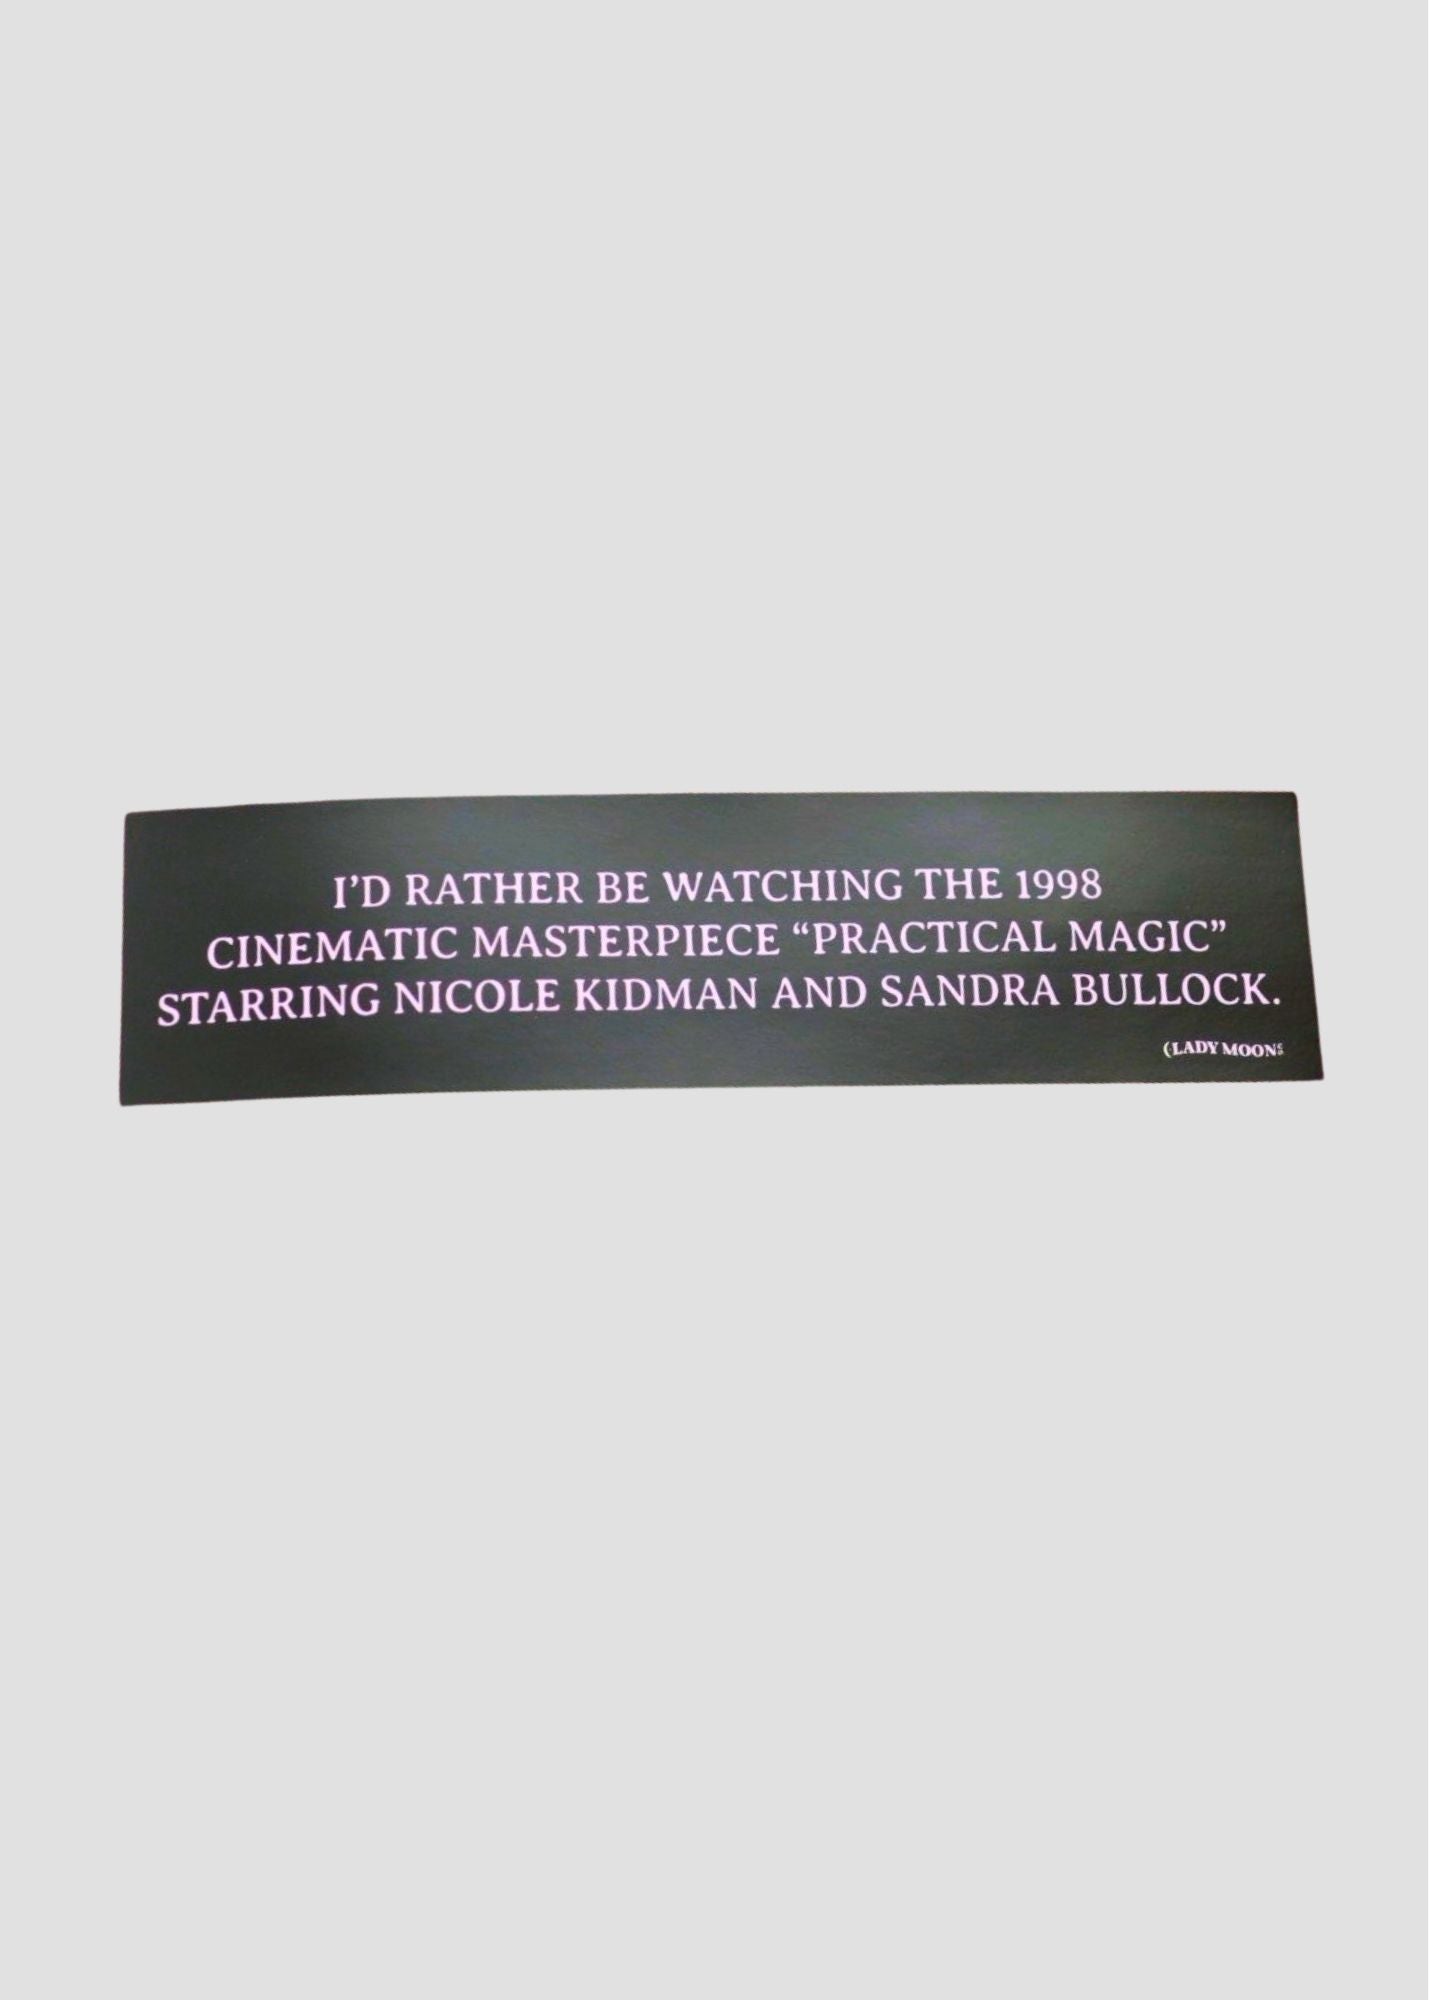 I’D RATHER BE WATCHING THE 1998
CINEMATIC MASTERPIECE “PRACTICAL MAGIC”
STARRING NICOLE KIDMAN AND SANDRA BULLOCK.
LADY MOON